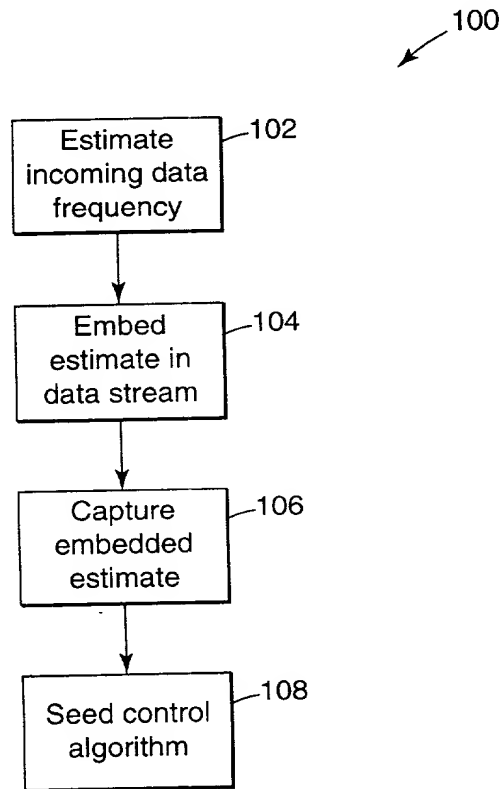 100
Estimate
incoming data
frequency
102
Embed
estimate in
data stream
104
Capture
embedded
estimate
106
Seed control
algorithm
108